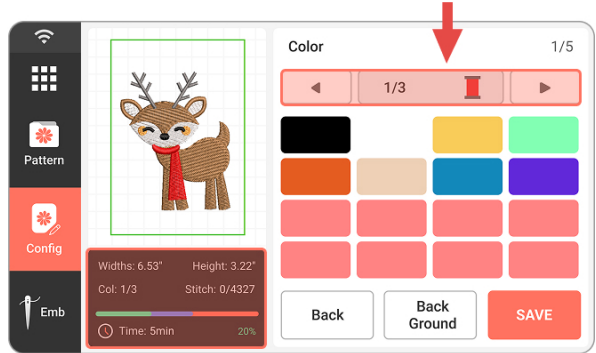 Color
1/5
1/3
Pattern
Config
Emb
Widths: 6.53"
Height: 3.22"
Col: 1/3
Stitch: 0/4327
Time: 5min
20%
Back
Back
Ground
SAVE